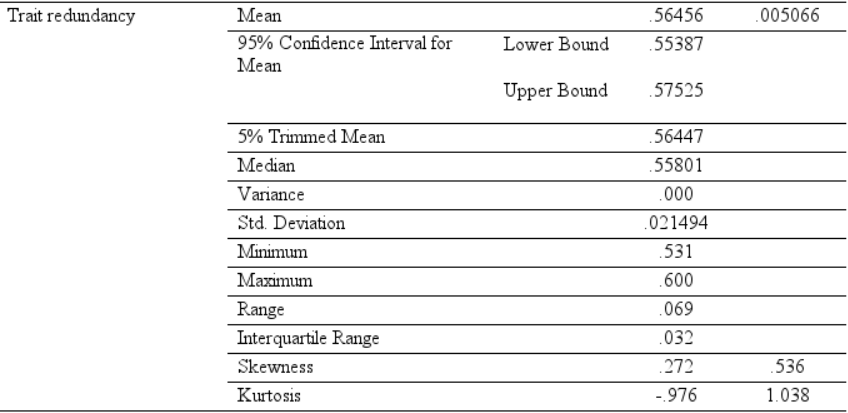 Trait redundancy Mean .56456 .005066
95% Confidence Interval for Lower Bound .55387
Mean
Upper Bound .57525
5% Trimmed Mean .56447
Median .55801
Variance .000
Std. Deviation .021494
Minimum .531
Maximum .600
Range .069
Interquartile Range .032
Skewness .272 .536
Kurtosis -.976 1.038